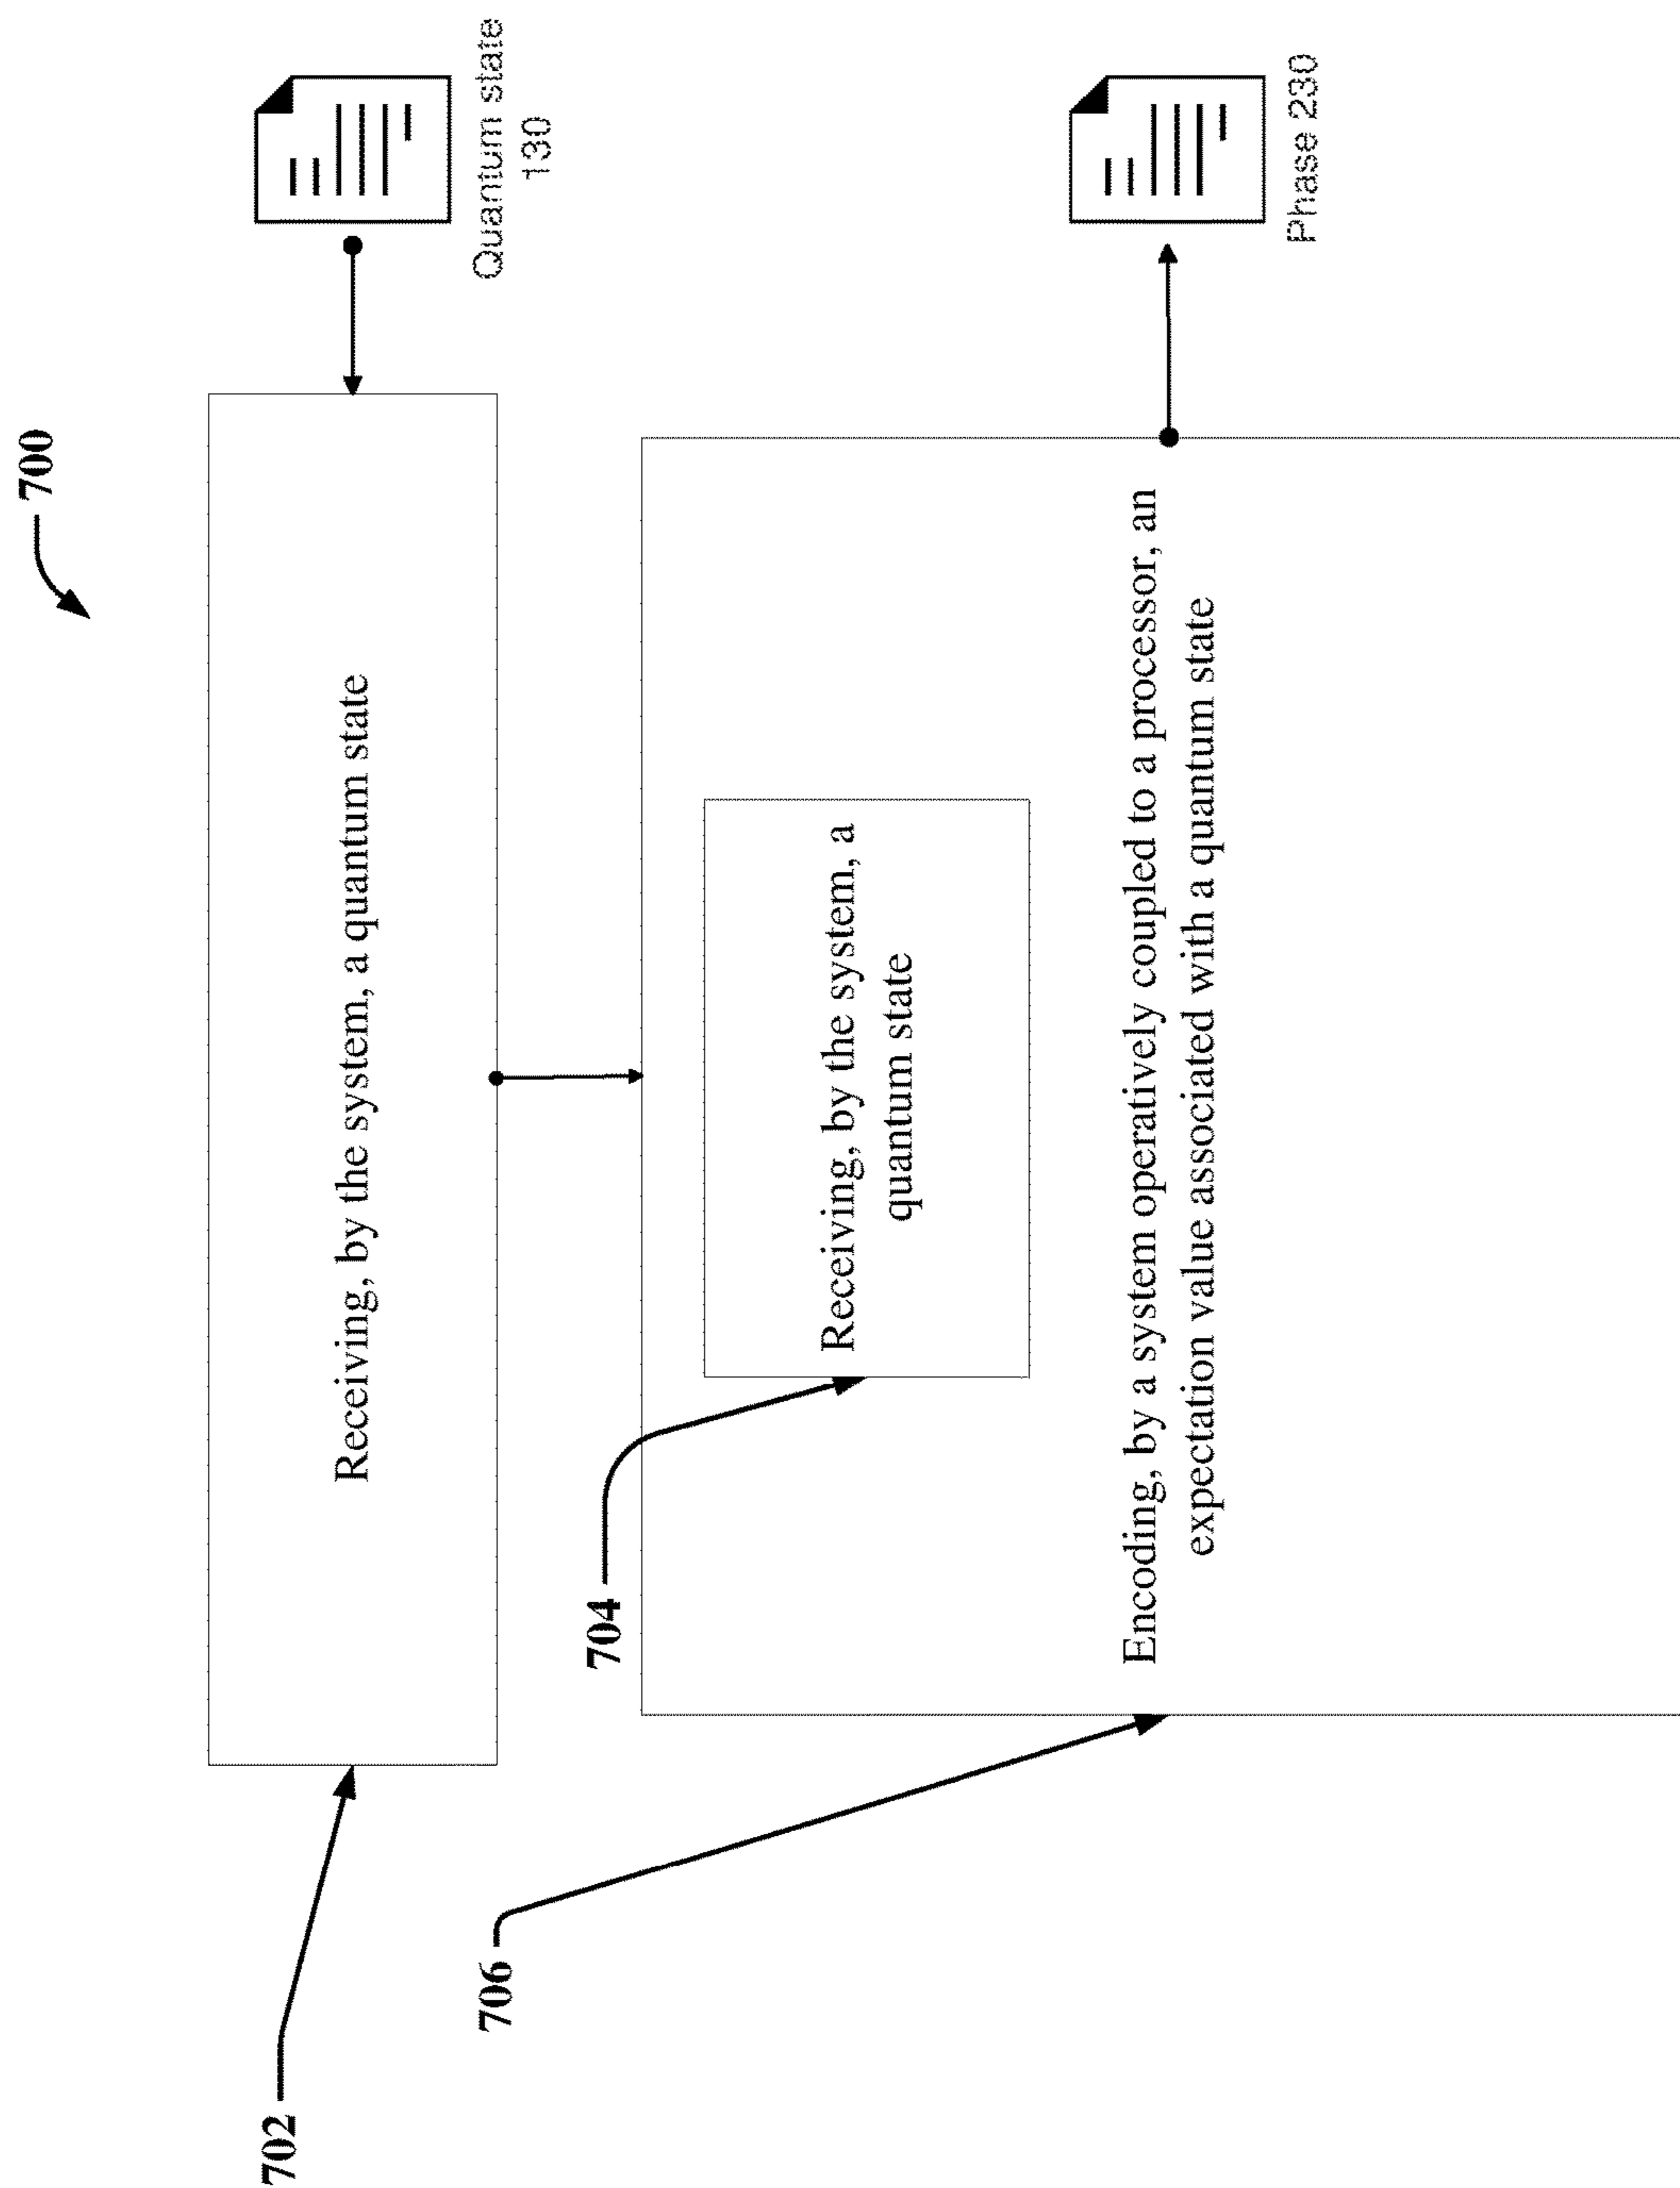 700
702
Receiving, by the system, a quantum state
Quantum state
130
704
Receiving, by the system, a
quantum state
706
Encoding, by a system operatively coupled to a processor, an
expectation value associated with a quantum state
Phase 230